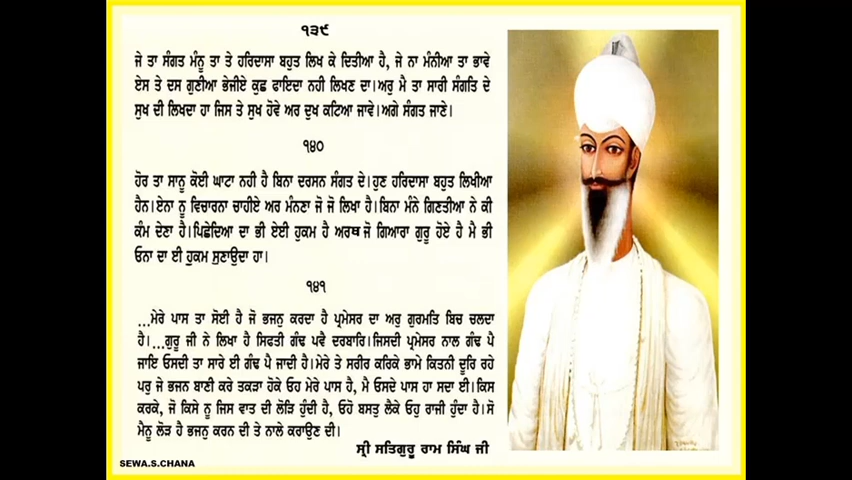 ੧੩੯
ਜੇ ਤਾ ਸੰਗਤ ਮੰਨੂ ਤਾ ਤੇ ਹਰਿਦਾਸਾ ਬਹੁਤ ਲਿਖ ਕੇ ਦਿਤੀਆ ਹੈ, ਜੇ ਨਾ ਮੰਨੀਆ ਤਾ ਭਾਵੇ
ਏਸ ਤੇ ਦਸ ਗੁਣੀਆ ਭੇਜੀਏ ਕੁਛ ਫਾਇਦਾ ਨਹੀ ਲਿਖਣ ਦਾ।ਅਰੁ ਮੈ ਤਾ ਸਾਰੀ ਸੰਗਤਿ ਦੇ
ਸੁਖ ਦੀ ਲਿਖਦਾ ਹਾ ਜਿਸ ਤੇ ਸੁਖ ਹੋਵੇ ਅਰ ਦੁਖ ਕਟਿਆ ਜਾਵੇ।ਅਗੇ ਸੰਗਤ ਜਾਣੇ।
੧੪੦
ਹੋਰ ਤਾ ਸਾਨੂ ਕੋਈ ਘਾਟਾ ਨਹੀ ਹੈ ਬਿਨਾ ਦਰਸਨ ਸੰਗਤ ਦੇ।ਹੁਣ ਹਰਿਦਾਸਾ ਬਹੁਤ ਲਿਖੀਆ
ਹੈਨ।ਏਨਾ ਨੂ ਵਿਚਾਰਨਾ ਚਾਹੀਏ ਅਰ ਮੰਨਣਾ ਜੋ ਜੋ ਲਿਖਾ ਹੈ।ਬਿਨਾ ਮੰਨੇ ਗਿਣਤੀਆ ਨੇ ਕੀ
ਕੰਮ ਦੇਣਾ ਹੈ।ਪਿਛੇਦਿਆ ਦਾ ਭੀ ਏਈ ਹੁਕਮ ਹੈ ਅਰਥ ਜੋ ਗਿਆਰਾ ਗੁਰੂ ਹੋਏ ਹੈ ਮੈ ਭੀ
ਓਨਾ ਦਾ ਈ ਹੁਕਮ ਸੁਣਾਉਦਾ ਹਾ।
੧੪੧
...ਮੇਰੇ ਪਾਸ ਤਾ ਸੋਈ ਹੈ ਜੋ ਭਜਨੁ ਕਰਦਾ ਹੈ ਪ੍ਰਮੇਸਰ ਦਾ ਅਰੁ ਗੁਰਮਤਿ ਬਿਚ ਚਲਦਾ
ਹੈ।...ਗੁਰੂ ਜੀ ਨੇ ਲਿਖਾ ਹੈ ਸਿਫਤੀ ਗੰਢ ਪਵੈ ਦਰਬਾਰਿ।ਜਿਸਦੀ ਪ੍ਰਮੇਸਰ ਨਾਲ ਗੰਢ ਪੈ
ਜਾਇ ਓਸਦੀ ਤਾ ਸਾਰੇ ਈ ਗੰਢ ਪੈ ਜਾਦੀ ਹੈ।ਮੇਰੇ ਤੇ ਸਰੀਰ ਕਰਿਕੇ ਭਾਮੇ ਕਿਤਨੀ ਦੂਰਿ ਰਹੇ
ਪਰੁ ਜੇ ਭਜਨ ਬਾਣੀ ਕਰੇ ਤਕੜਾ ਹੋਕੇ ਓਹ ਮੇਰੇ ਪਾਸ ਹੈ, ਮੈ ਓਸਦੇ ਪਾਸ ਹਾ ਸਦਾ ਈ।ਕਿਸ
ਕਰਕੇ, ਜੋ ਕਿਸੇ ਨੂ ਜਿਸ ਵਾਤ ਦੀ ਲੋੜਿ ਹੁੰਦੀ ਹੈ, ਓਹੋ ਬਸਤੁ ਲੈਕੇ ਓਹੁ ਰਾਜੀ ਹੁੰਦਾ ਹੈ।ਸੋ
ਮੈਨੂ ਲੋੜ ਹੈ ਭਜਨੁ ਕਰਨ ਦੀ ਤੇ ਨਾਲੇ ਕਰਾਉਣ ਦੀ।
ਸ੍ਰੀ ਸਤਿਗੁਰੂ ਰਾਮ ਸਿੰਘ ਜੀ
SEWA.S.CHANA